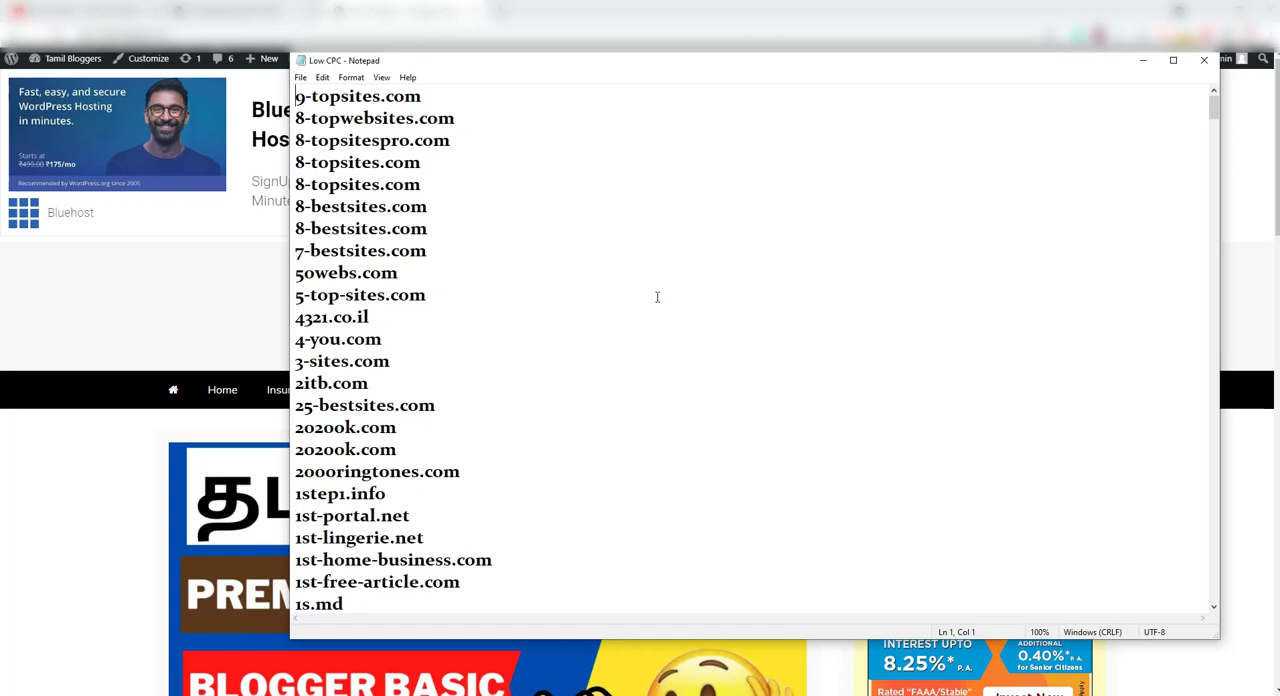 Tamil Bloggers
Customize
1
6
New
Low CPC - Notepad
File Edit Format View Help
9-topsites.com
8-topwebsites.com
8-topsitespro.com
8-topsites.com
8-topsites.com
8-bestsites.com
8-bestsites.com
7-bestsites.com
50webs.com
5-top-sites.com
4321.co.il
4-you.com
3-sites.com
2itb.com
25-bestsites.com
2020ok.com
2020ok.com
2000ringtones.com
1step1.info
1st-portal.net
1st-lingerie.net
1st-home-business.com
1st-free-article.com
1s.md
Ln 1, Col 1
100%
Windows (CRLF)
UTF-8
Fast, easy, and secure
WordPress Hosting
in minutes.
Starts at
₹499.00 ₹175/mo
Recommended by WordPress.org since 2005
Bluehost
Home
BLOGGER BASIC
INTEREST UPTO
8.25%* P.A.
ADDITIONAL
0.40%* P.A.
for Senior Citizens
Rated "FAAA/Stable"
Invest Now